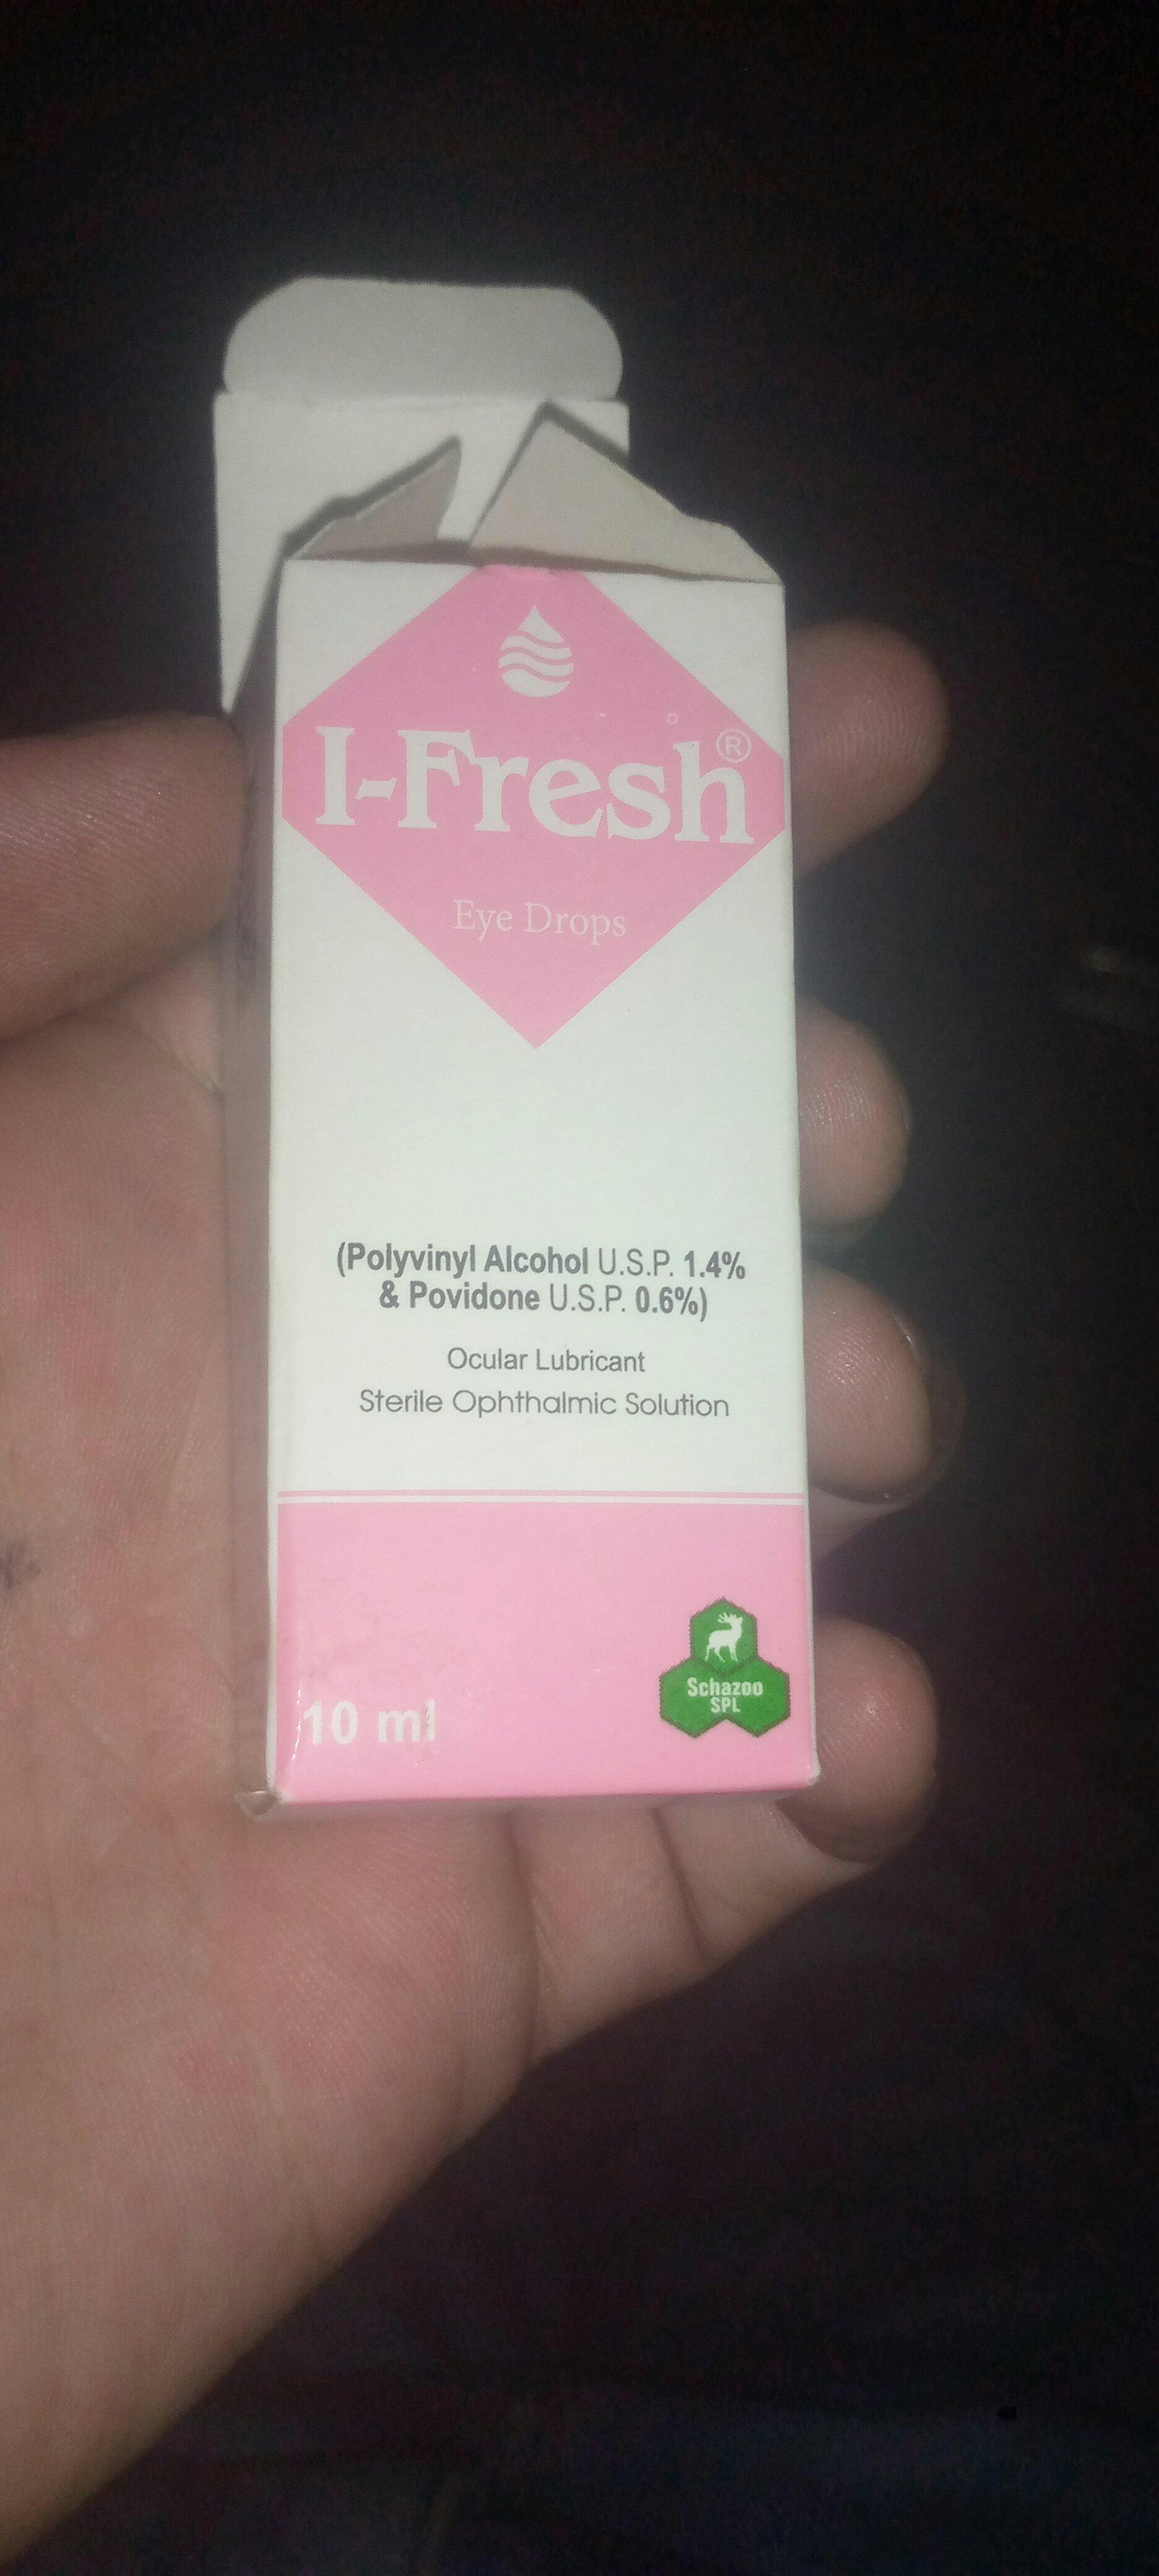 I-Fresh®
Eye Drops
(Polyvinyl Alcohol U.S.P. 1.4%
& Povidone U.S.P. 0.6%)
Ocular Lubricant
Sterile Ophthalmic Solution
10 ml
Schazoo
SPL